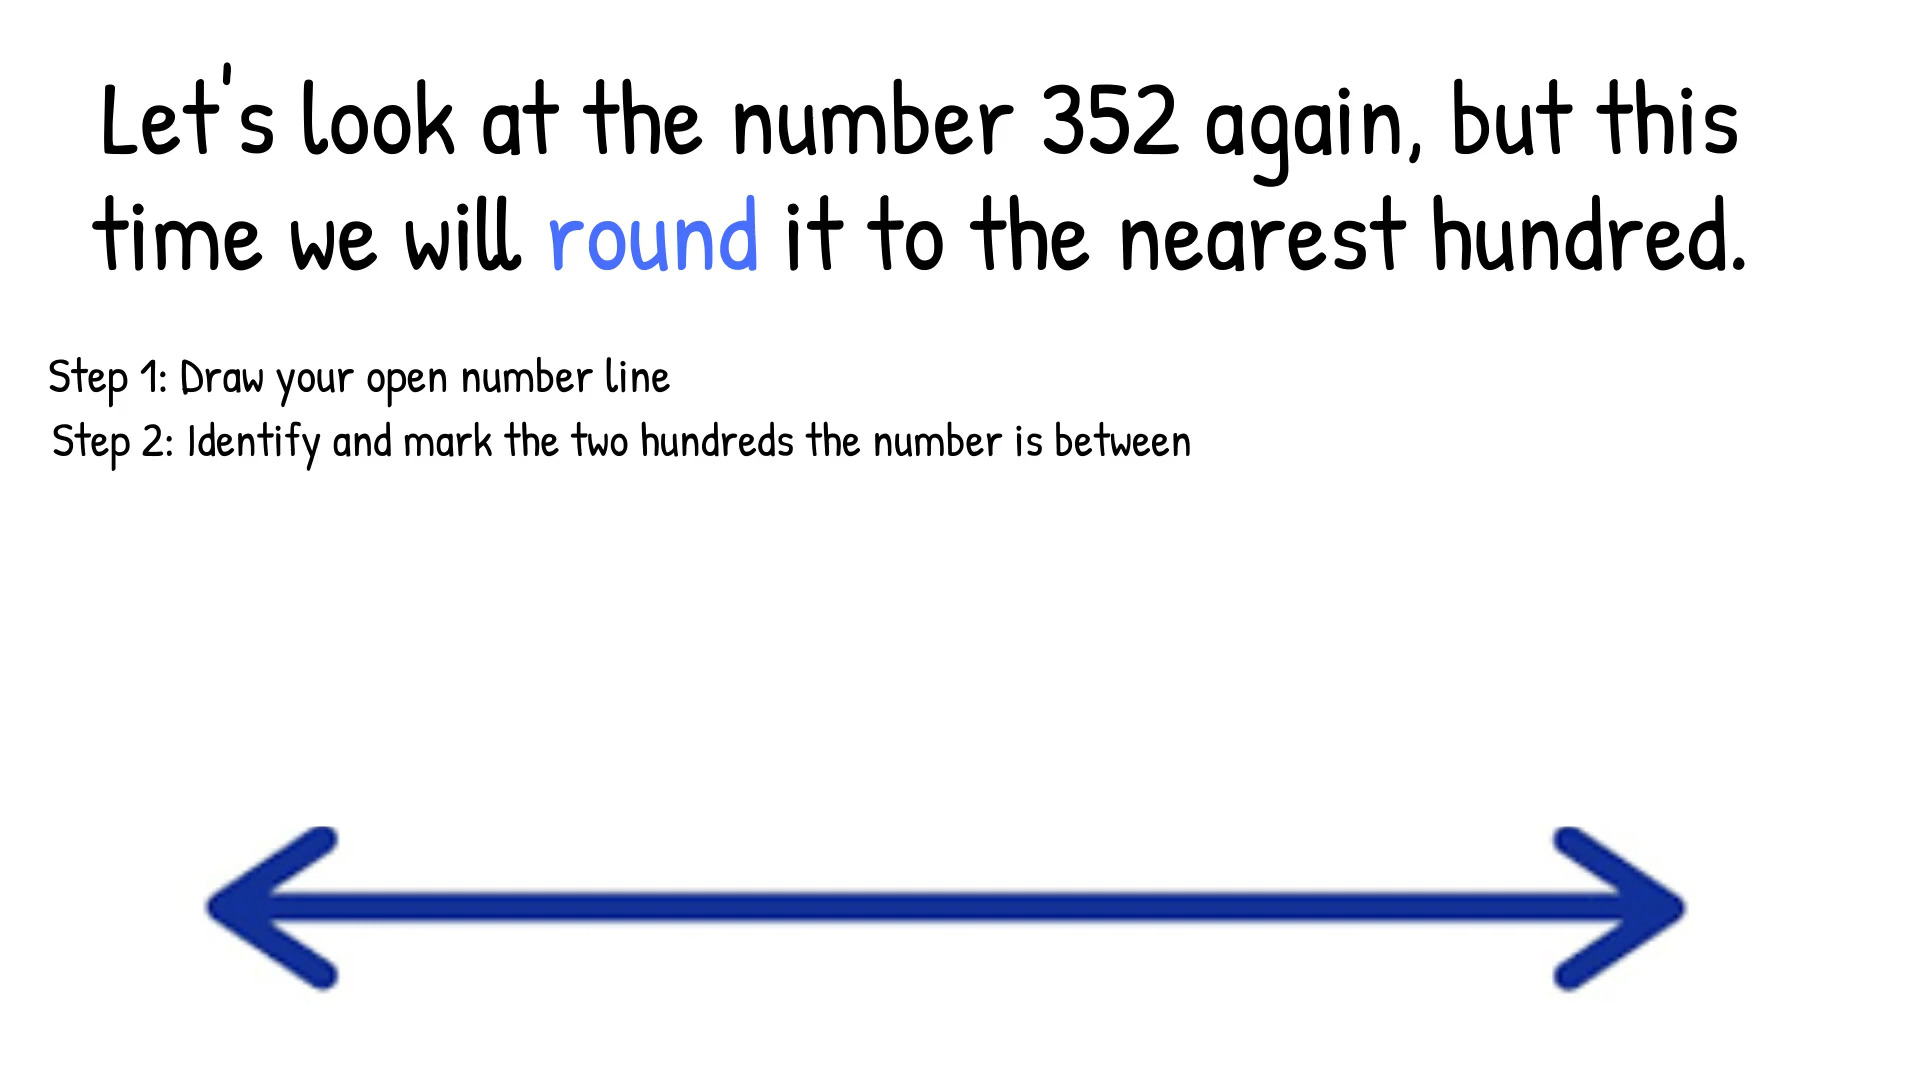 Let's look at the number 352 again, but this
time we will round it to the nearest hundred.
Step 1: Draw your open number line
Step 2: Identify and mark the two hundreds the number is between